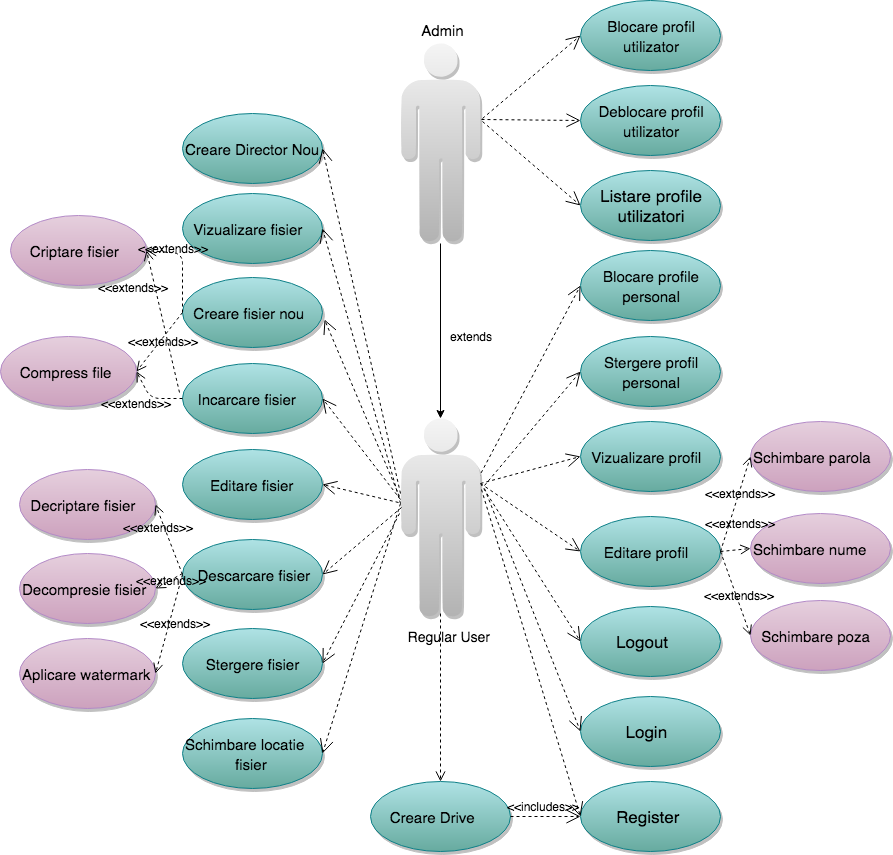 Admin
Blocare profil
utilizator
Deblocare profil
utilizator
Listare profile
utilizatori
Creare Director Nou
Vizualizare fisier
Criptare fisier
<<extends>>
<<extends>>
Creare fisier nou
<<extends>>
Compress file
<<extends>>
Incarcare fisier
extends
Blocare profile
personal
Stergere profil
personal
Vizualizare profil
Schimbare parola
<<extends>>
<<extends>>
Editare profil
Schimbare nume
<<extends>>
Schimbare poza
Editare fisier
Decriptare fisier
<<extends>>
Decompresie fisier
<<extends>>
Descarcare fisier
<<extends>>
Aplicare watermark
Stergere fisier
Schimbare locatie
fisier
Regular User
Logout
Login
Creare Drive
<<includes>>
Register